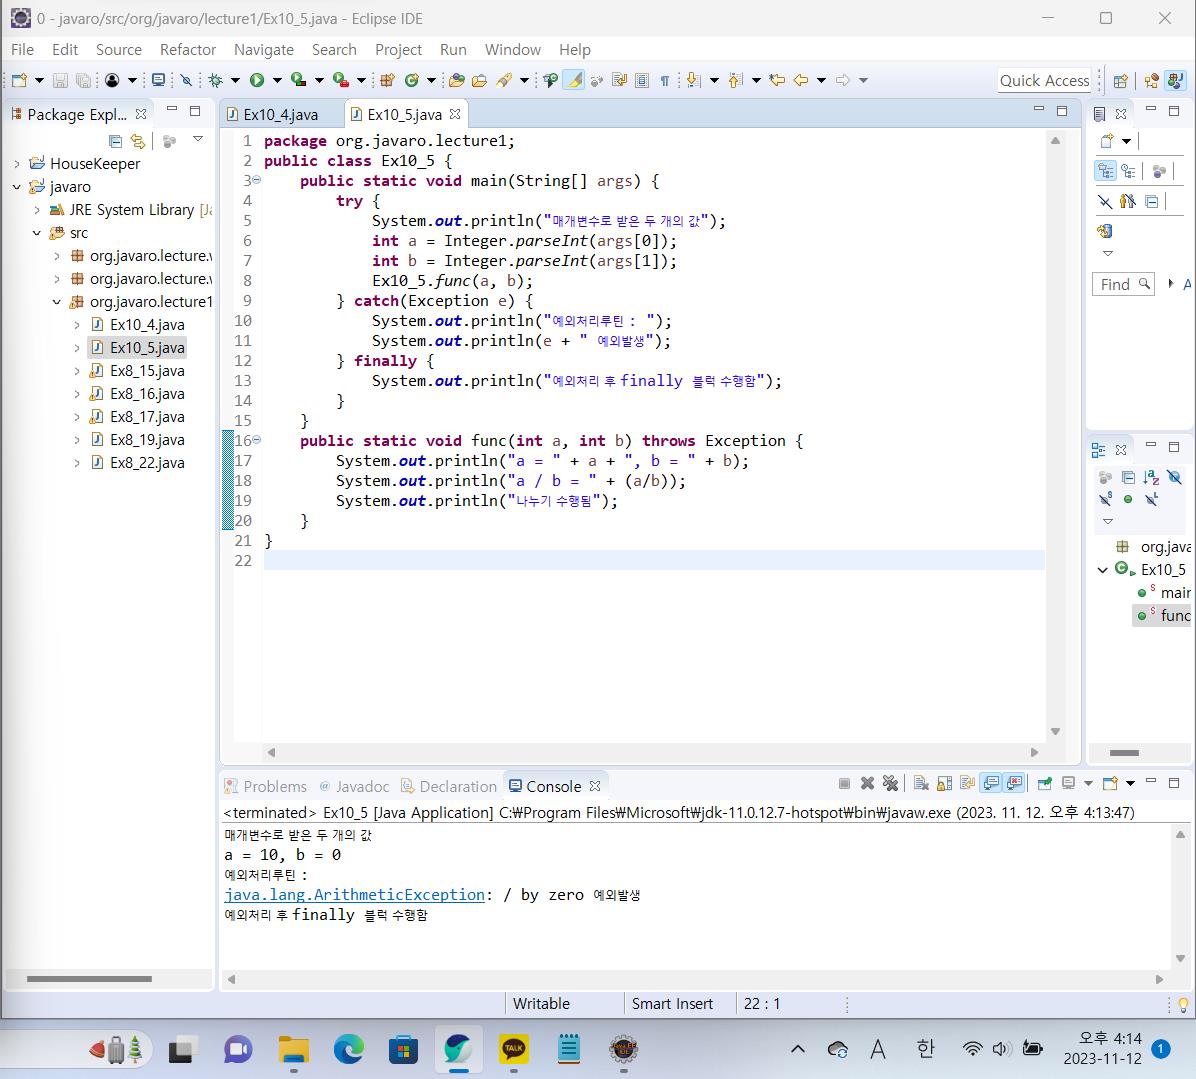 0 - javaro/src/org/javaro/lecture1/Ex10_5.java - Eclipse IDE
File Edit Source Refactor Navigate Search Project Run Window Help
Quick Access
Package Expl...
HouseKeeper
javaro
JRE System Library
src
org.javaro.lecture
org.javaro.lecture
org.javaro.lecture1
Ex10_4.java
Ex10_5.java
Ex8_15.java
Ex8_16.java
Ex8_17.java
Ex8_19.java
Ex8_22.java
Ex10_4.java Ex10_5.java
1 package org.javaro.lecture1;
2 public class Ex10_5 {
3 public static void main(String[] args) {
4 try {
5 System.out.println("매개변수로 받은 두 개의 값");
6 int a = Integer.parseInt(args[0]);
7 int b = Integer.parseInt(args[1]);
8 Ex10_5.func(a, b);
9 } catch(Exception e) {
10 System.out.println("예외처리루틴 : ");
11 System.out.println(e + " 예외발생");
12 } finally {
13 System.out.println("예외처리 후 finally 블럭 수행함");
14 }
15 }
16 public static void func(int a, int b) throws Exception {
17 System.out.println("a = " + a + ", b = " + b);
18 System.out.println("a / b = " + (a/b));
19 System.out.println("나누기 수행됨");
20 }
21 }
22
Find
A
org.java
Ex10_5
main
func
Problems Javadoc Declaration Console
<terminated> Ex10_5 [Java Application] C:₩Program Files₩Microsoft₩jdk-11.0.12.7-hotspot₩bin₩javaw.exe (2023. 11. 12. 오후 4:13:47)
매개변수로 받은 두 개의 값
a = 10, b = 0
예외처리루틴 :
java.lang.ArithmeticException: / by zero 예외발생
예외처리 후 finally 블럭 수행함
Writable Smart Insert 22 : 1
TALK
Java EE
IDE
A 한
오후 4:14
2023-11-12
1